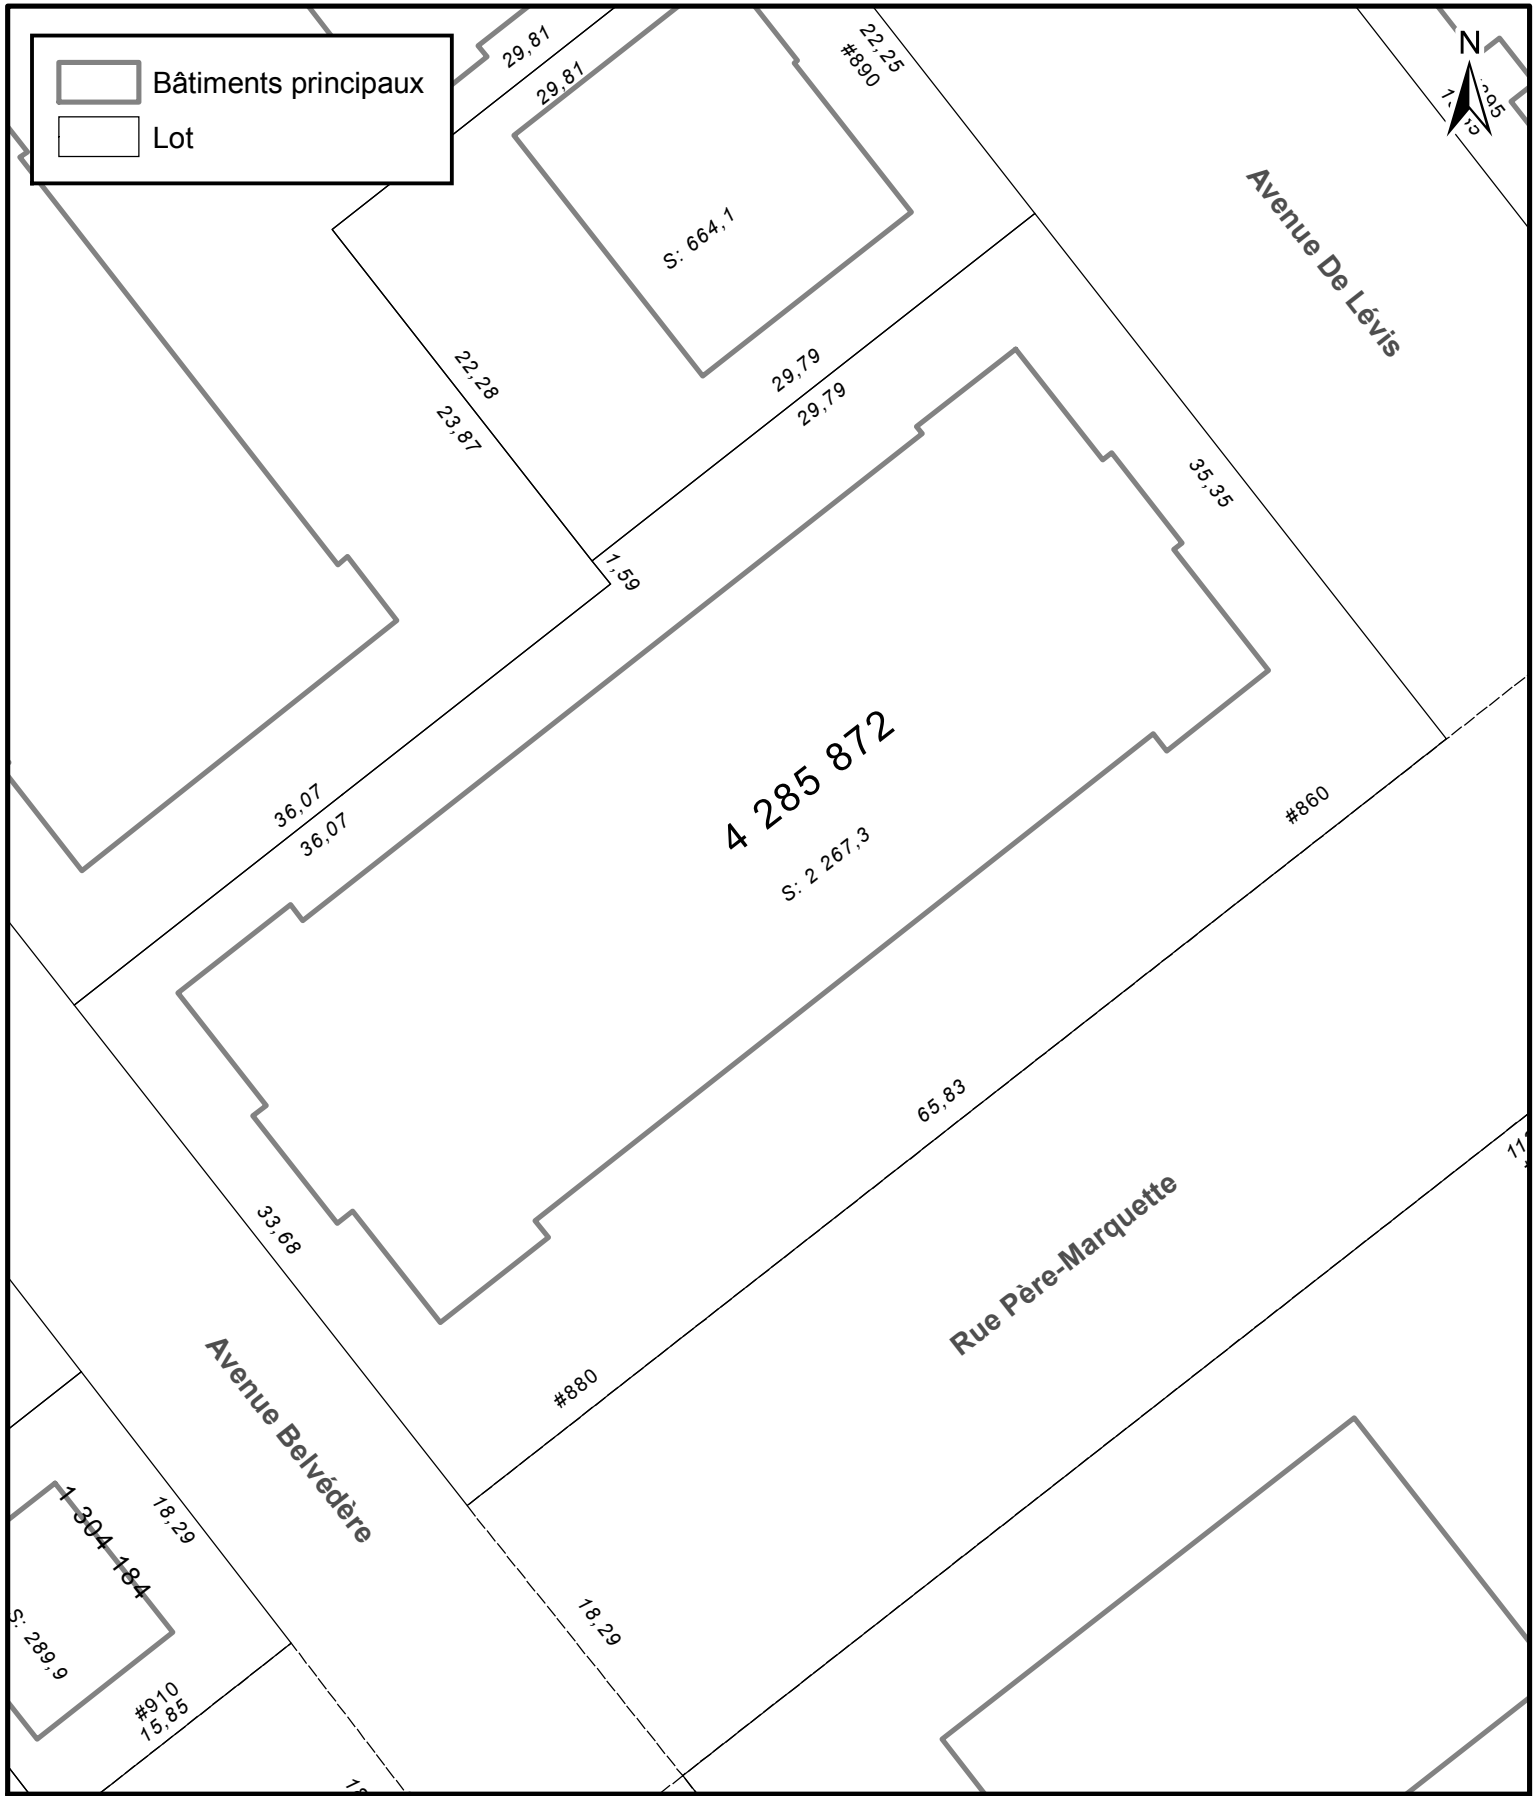 Bâtiments principaux
Lot
29,81
29,81
22,25
#890
N
Avenue De Lévis
S: 664,1
22,28
23,87
29,79
29,79
35,35
1,59
4 285 872
S: 2 267,3
36,07
36,07
#860
65,83
Rue Père-Marquette
33,68
#880
Avenue Belvédère
18,29
1 304 184
S: 289,9
#910
15,85
18,29